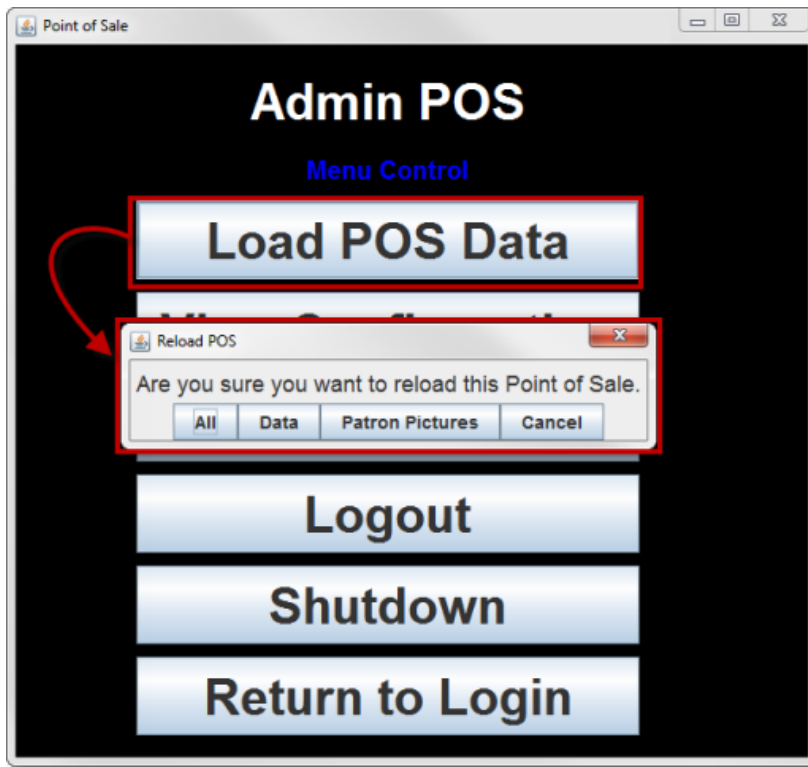 Point of Sale
Admin POS
Menu Control
Load POS Data
Reload POS
Are you sure you want to reload this Point of Sale.
All Data Patron Pictures Cancel
Logout
Shutdown
Return to Login